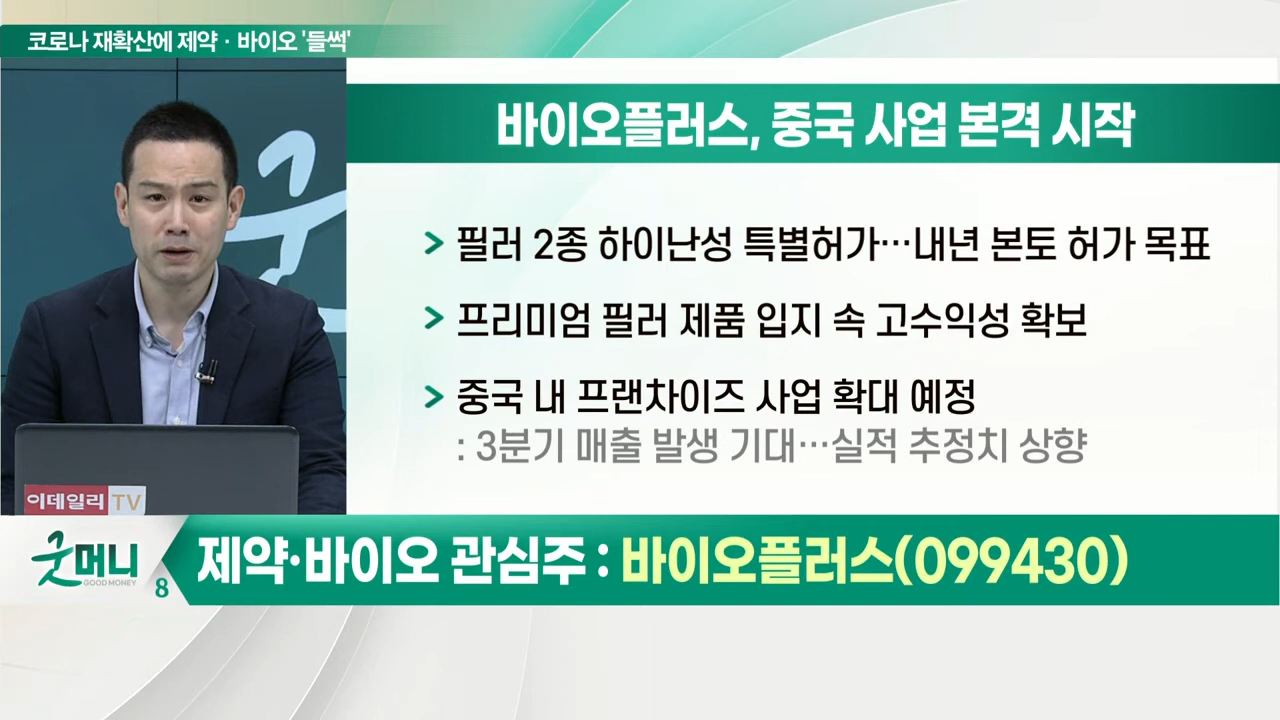 코로나 재확산에 제약·바이오 '들썩'
바이오플러스, 중국 사업 본격 시작
> 필러 2종 하이난성 특별허가…내년 본토 허가 목표
> 프리미엄 필러 제품 입지 속 고수익성 확보
> 중국 내 프랜차이즈 사업 확대 예정
: 3분기 매출 발생 기대…실적 추정치 상향
이데일리 TV
굿머니
GOOD MONEY
8
제약·바이오 관심주 : 바이오플러스(099430)